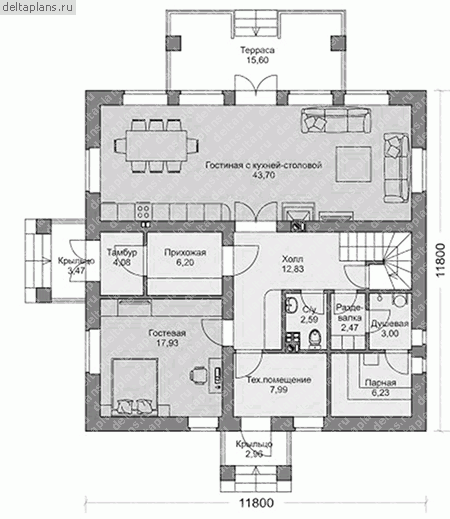 deltaplans.ru
Терраса
15,60
Гостиная с кухней-столовой
43,70
Крыльцо
3,47
Тамбур
4,08
Прихожая
6,20
Холл
12,83
11800
Гостевая
17,93
С/у
2,59
Разде-
валка
2,47
Душевая
3,00
Тех.помещение
7,99
Парная
6,23
Крыльцо
2,96
11800